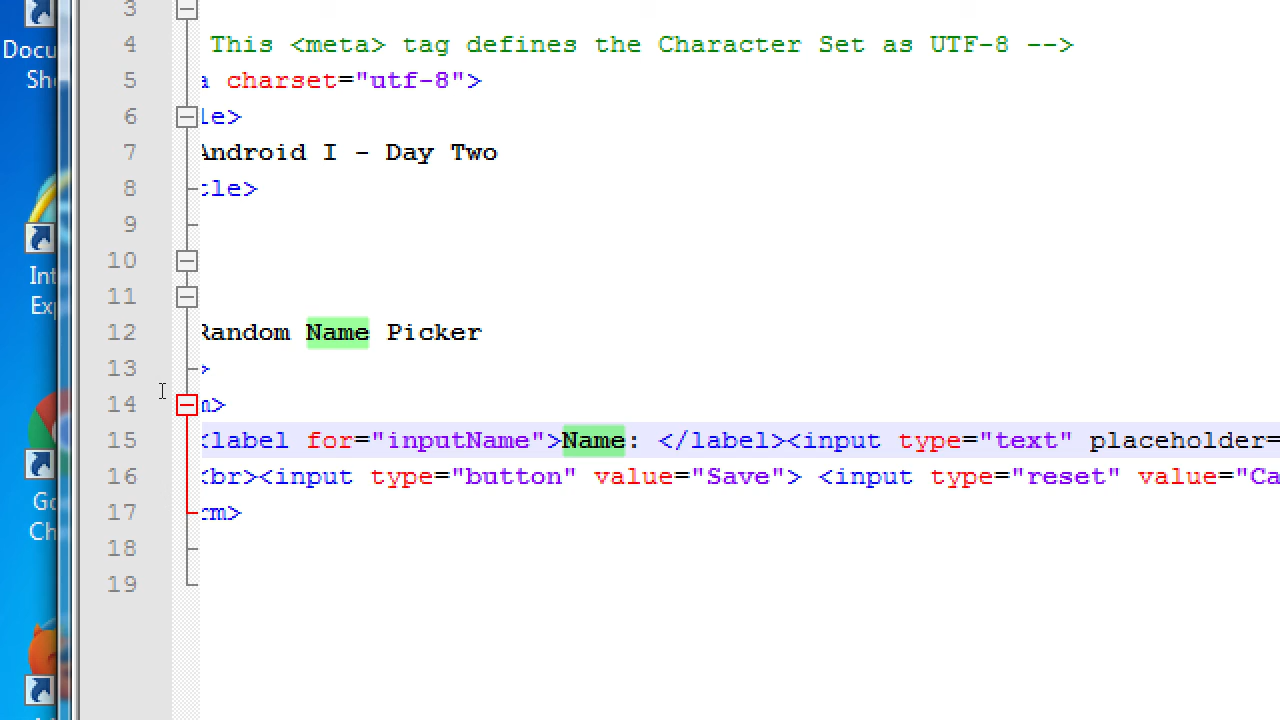 Docu
Sh
Int
Exp
Go
Ch
3
4 This <meta> tag defines the Character Set as UTF-8 -->
5 a charset="utf-8">
6 le>
7 Android I - Day Two
8 tle>
9
10
11
12 Random Name Picker
13 >
14 m>
15 <label for="inputName">Name: </label><input type="text" placeholder=
16 <br><input type="button" value="Save"> <input type="reset" value="Ca
17 rm>
18
19